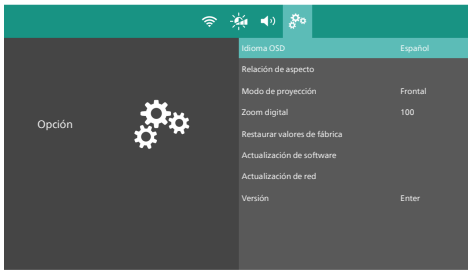 Idioma OSD Español
Relación de aspecto
Modo de proyección Frontal
Zoom digital 100
Opción
Restaurar valores de fábrica
Actualización de software
Actualización de red
Versión Enter